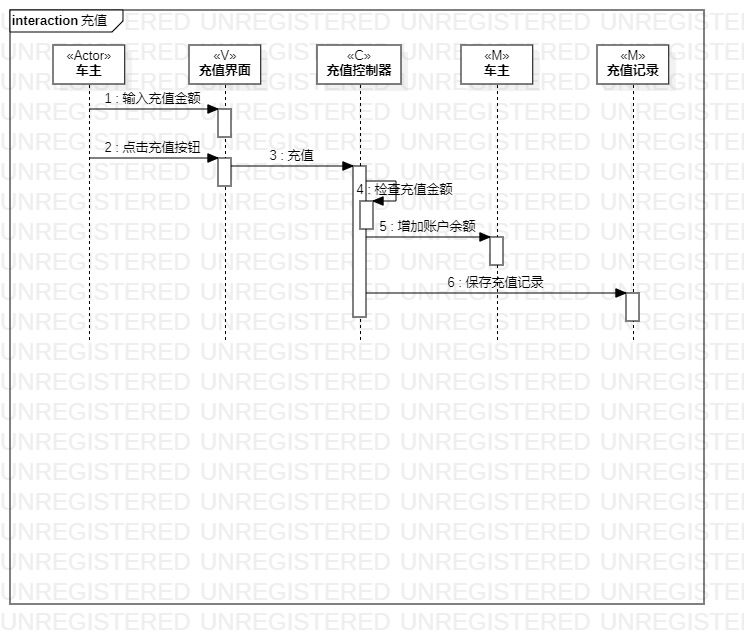 interaction 充值
«Actor»
车主
«V»
充值界面
«C»
充值控制器
«M»
车主
«M»
充值记录
1 : 输入充值金额
2 : 点击充值按钮
3 : 充值
4 : 检查充值金额
5 : 增加账户余额
6 : 保存充值记录
UNREGISTERED